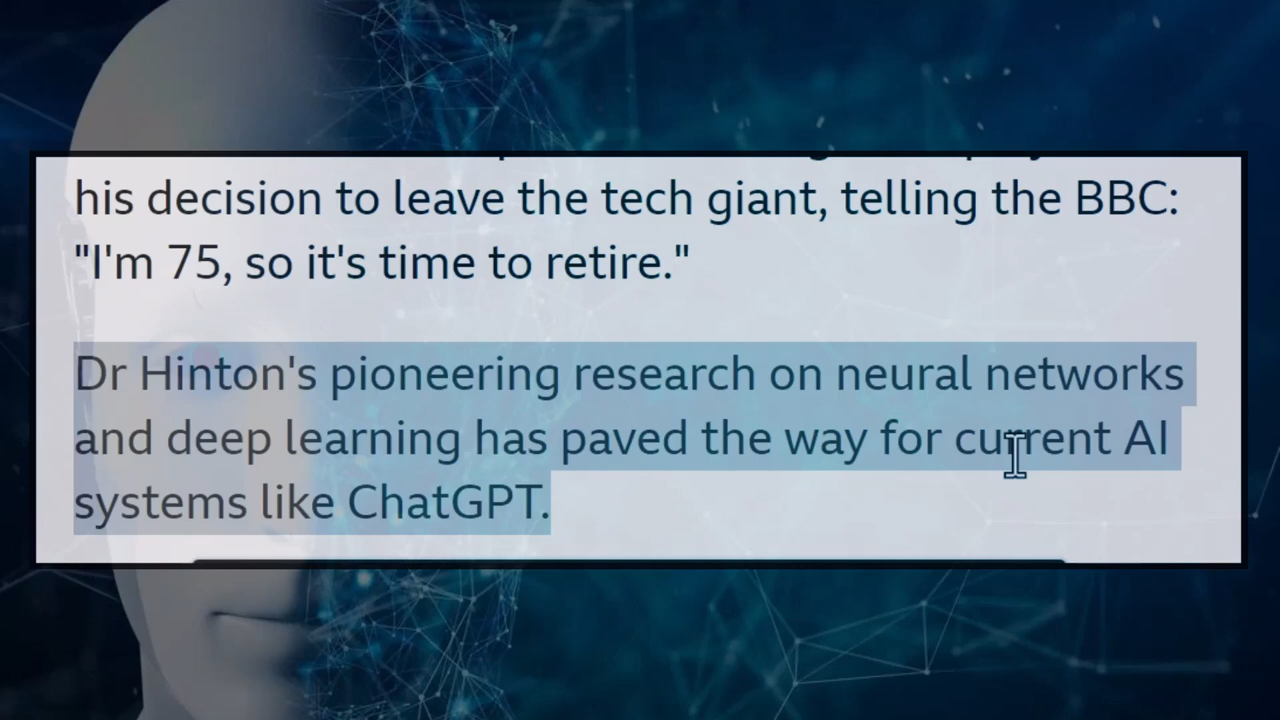 his decision to leave the tech giant, telling the BBC:
"I'm 75, so it's time to retire."
Dr Hinton's pioneering research on neural networks
and deep learning has paved the way for current AI
systems like ChatGPT.